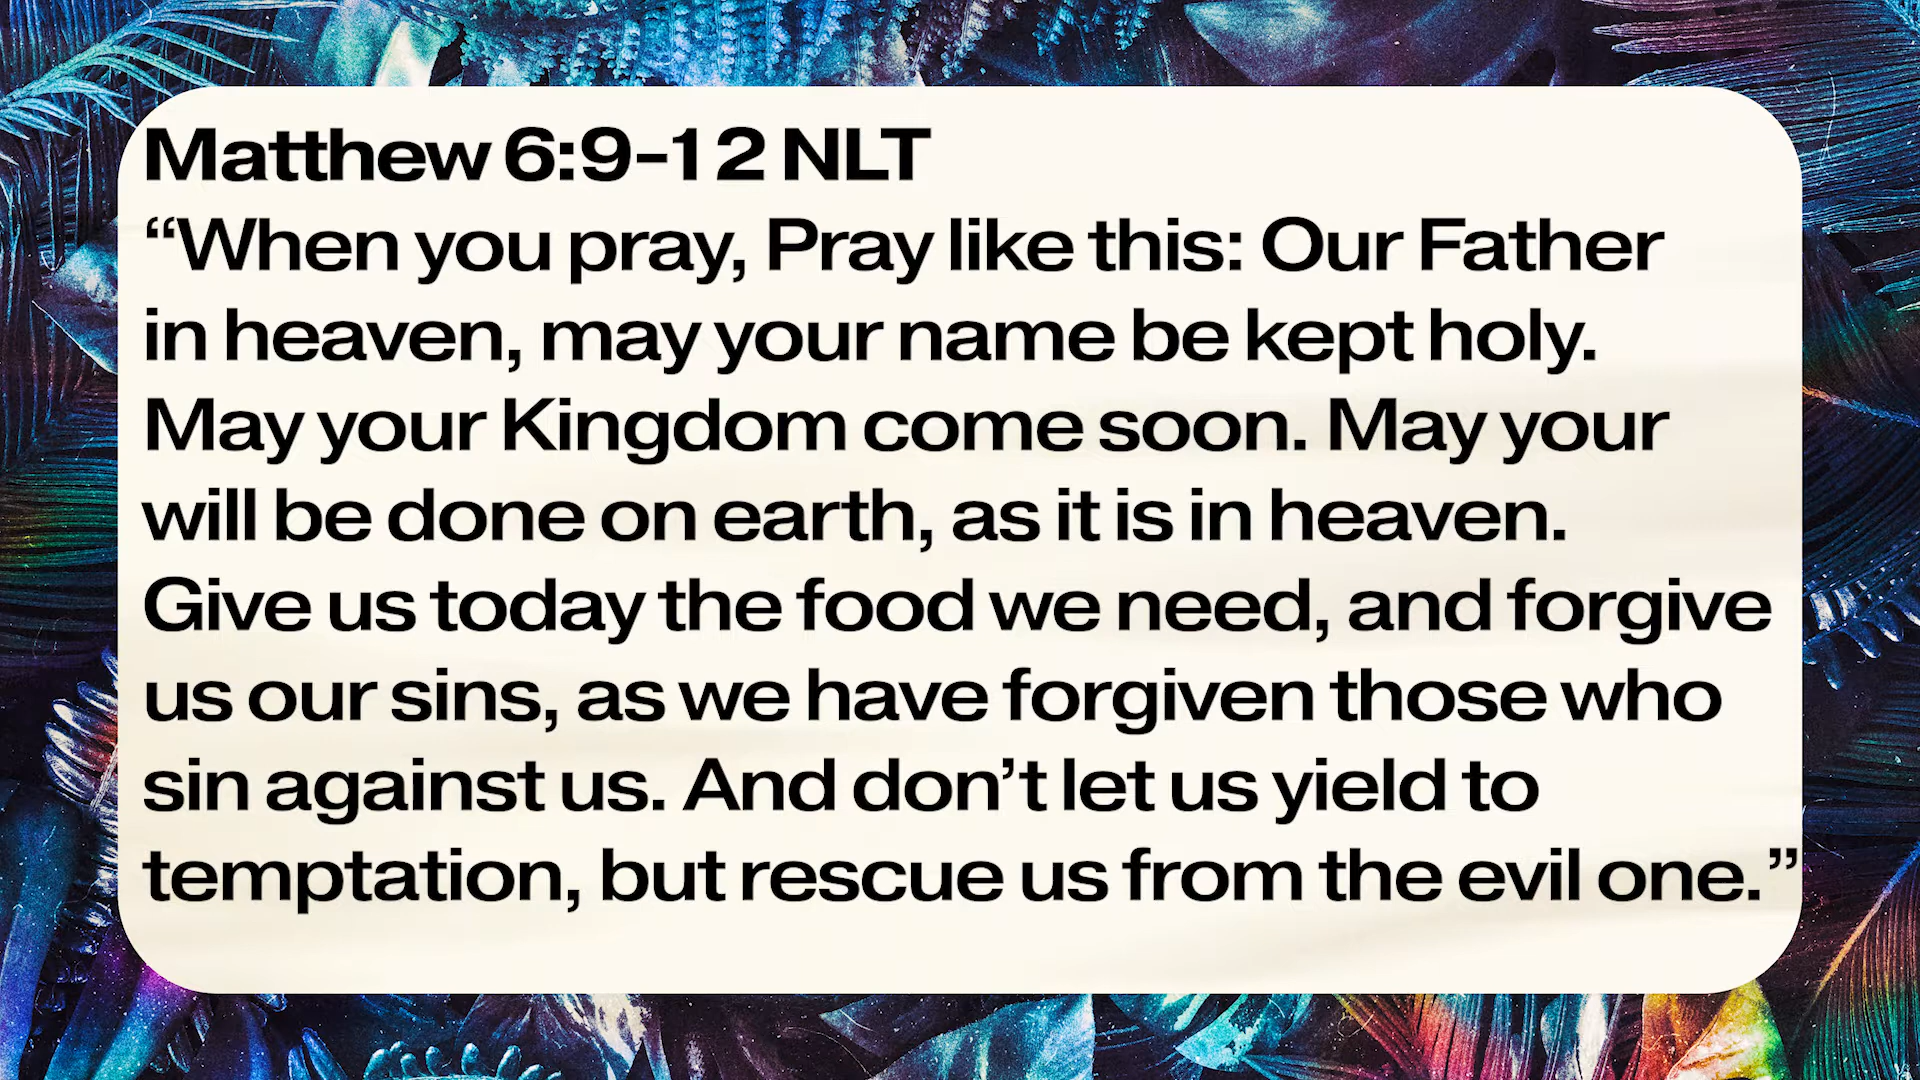 Matthew 6:9-12 NLT
“When you pray, Pray like this: Our Father
in heaven, may your name be kept holy.
May your Kingdom come soon. May your
will be done on earth, as it is in heaven.
Give us today the food we need, and forgive
us our sins, as we have forgiven those who
sin against us. And don’t let us yield to
temptation, but rescue us from the evil one.”